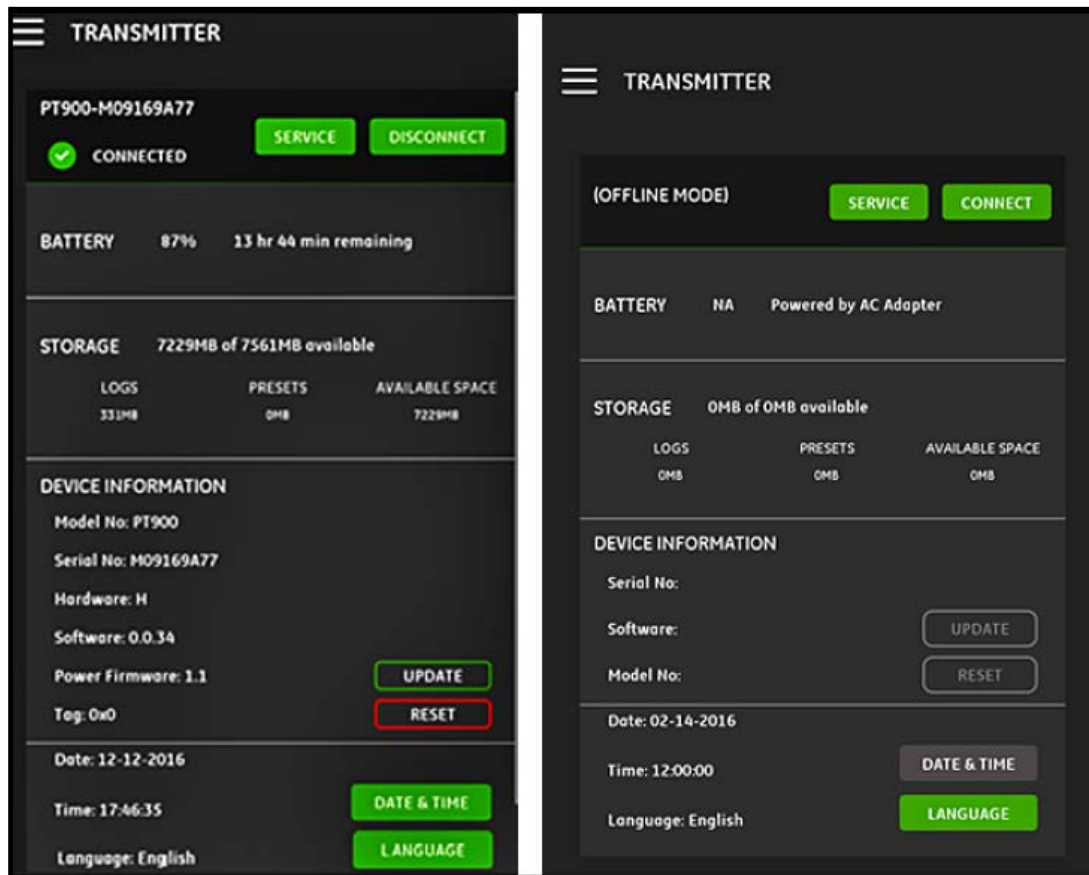 TRANSMITTER
PT900-M09169A77
CONNECTED
SERVICE
DISCONNECT
BATTERY 87% 13 hr 44 min remaining
STORAGE 7229MB of 7561MB available
LOGS PRESETS AVAILABLE SPACE
331MB 0MB 7229MB
DEVICE INFORMATION
Model No: PT900
Serial No: M09169A77
Hardware: H
Software: 0.0.34
Power Firmware: 1.1
UPDATE
Tag: 0x0
RESET
Date: 12-12-2016
Time: 17:46:35
DATE & TIME
Language: English
LANGUAGE
TRANSMITTER
(OFFLINE MODE)
SERVICE
CONNECT
BATTERY NA Powered by AC Adapter
STORAGE 0MB of 0MB available
LOGS PRESETS AVAILABLE SPACE
0MB 0MB 0MB
DEVICE INFORMATION
Serial No:
Software:
UPDATE
Model No:
RESET
Date: 02-14-2016
Time: 12:00:00
DATE & TIME
Language: English
LANGUAGE